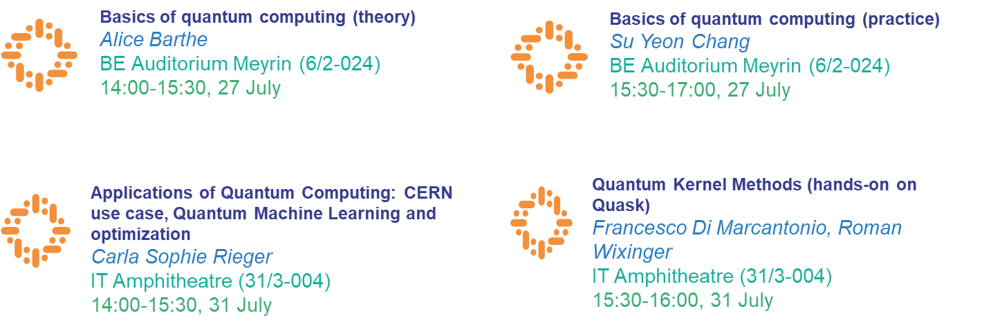 Basics of quantum computing (theory)
Alice Barthe
BE Auditorium Meyrin (6/2-024)
14:00-15:30, 27 July
Basics of quantum computing (practice)
Su Yeon Chang
BE Auditorium Meyrin (6/2-024)
15:30-17:00, 27 July
Applications of Quantum Computing: CERN
use case, Quantum Machine Learning and
optimization
Carla Sophie Rieger
IT Amphitheatre (31/3-004)
14:00-15:30, 31 July
Quantum Kernel Methods (hands-on on
Quask)
Francesco Di Marcantonio, Roman
Wixinger
IT Amphitheatre (31/3-004)
15:30-16:00, 31 July